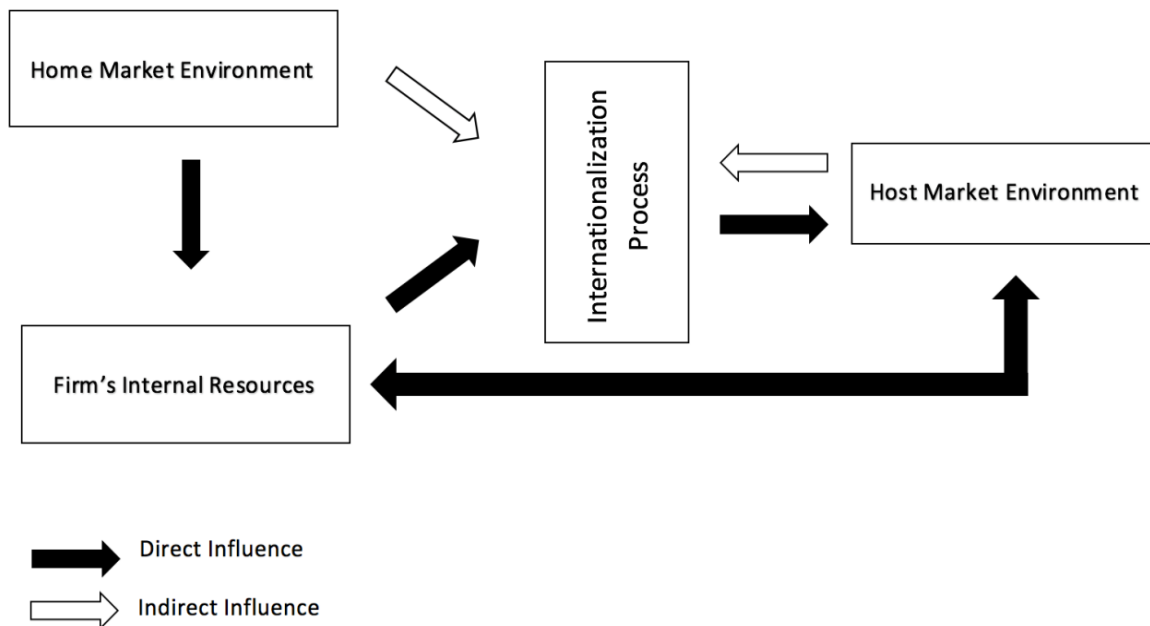 Home Market Environment
Internationalization
Process
Host Market Environment
Firm’s Internal Resources
Direct Influence
Indirect Influence